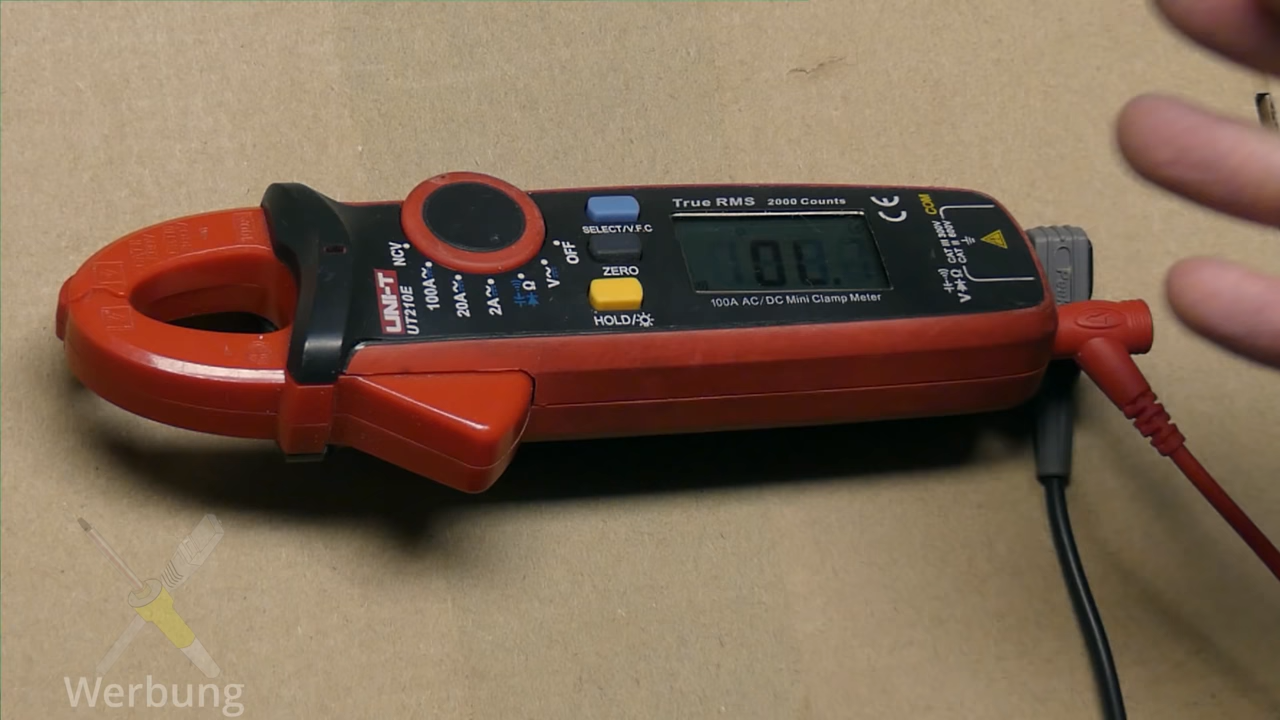 True RMS 2000 Counts
SELECT/V.F.C
ZERO
HOLD/
OFF
V
Ω
2A
20A
100A
NCV
UNI-T
UT210E
100A AC/DC Mini Clamp Meter
CE
COM
CAT III 300V
CAT II 600V
V Ω
Werbung